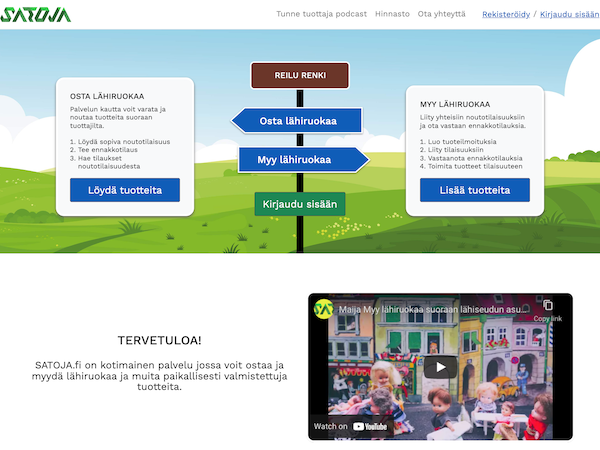 SATOJA
Tunne tuottaja podcast Hinnasto Ota yhteyttä Rekisteröidy / Kirjaudu sisään
REILU RENKI
Osta lähiruokaa
Myy lähiruokaa
Kirjaudu sisään
OSTA LÄHIRUOKAA
Palvelun kautta voit varata ja
noutaa tuotteita suoraan
tuottajilta.
1. Löydä sopiva noutotilaisuus
2. Tee ennakkotilaus
3. Hae tilaukset
noutotilaisuudesta
Löydä tuotteita
MYY LÄHIRUOKAA
Liity yhteisiin noutotilaisuuksiin
ja ota vastaan ennakkotilauksia.
1. Luo tuoteilmoituksia
2. Liity tilaisuuksiin
3. Vastaanota ennakkotilauksia
4. Toimita tuotteet tilaisuuteen
Lisää tuotteita
TERVETULOA!
SATOJA.fi on kotimainen palvelu jossa voit ostaa ja
myydä lähiruokaa ja muita paikallisesti valmistettuja
tuotteita.
Maija Myy lähiruokaa suoraan lähiseudun asu...
Copy link
Watch on YouTube